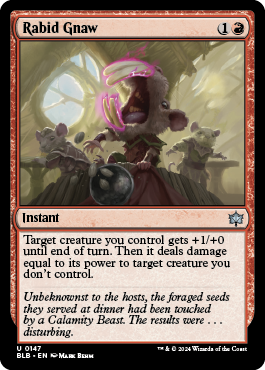 Rabid Gnaw
1
Instant
Target creature you control gets +1/+0
until end of turn. Then it deals damage
equal to its power to target creature you
don't control.
Unbeknownst to the hosts, the foraged seeds
they served at dinner had been touched
by a Calamity Beast. The results were . . .
disturbing.
U 0147
BLB • EN Mark Behm
™ & © 2024 Wizards of the Coast